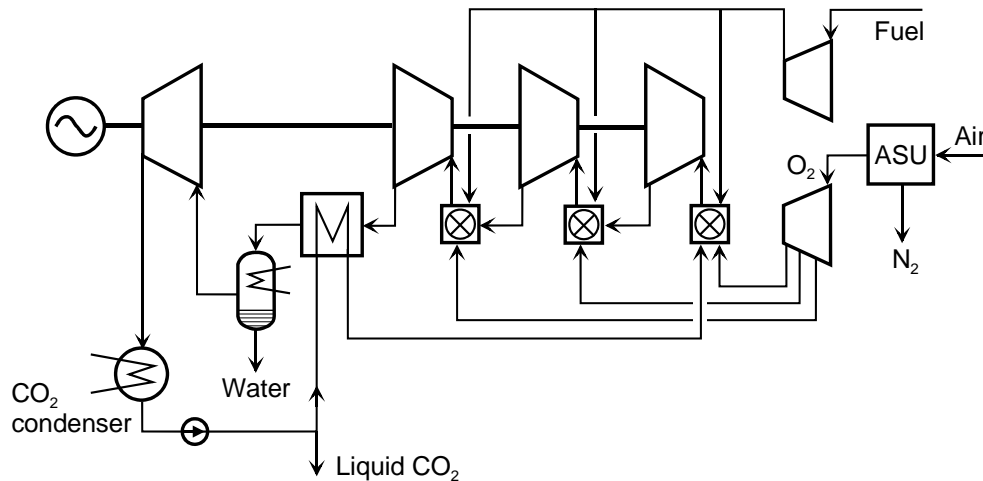 Fuel
Air
ASU
O₂
N₂
Water
CO₂
condenser
Liquid CO₂